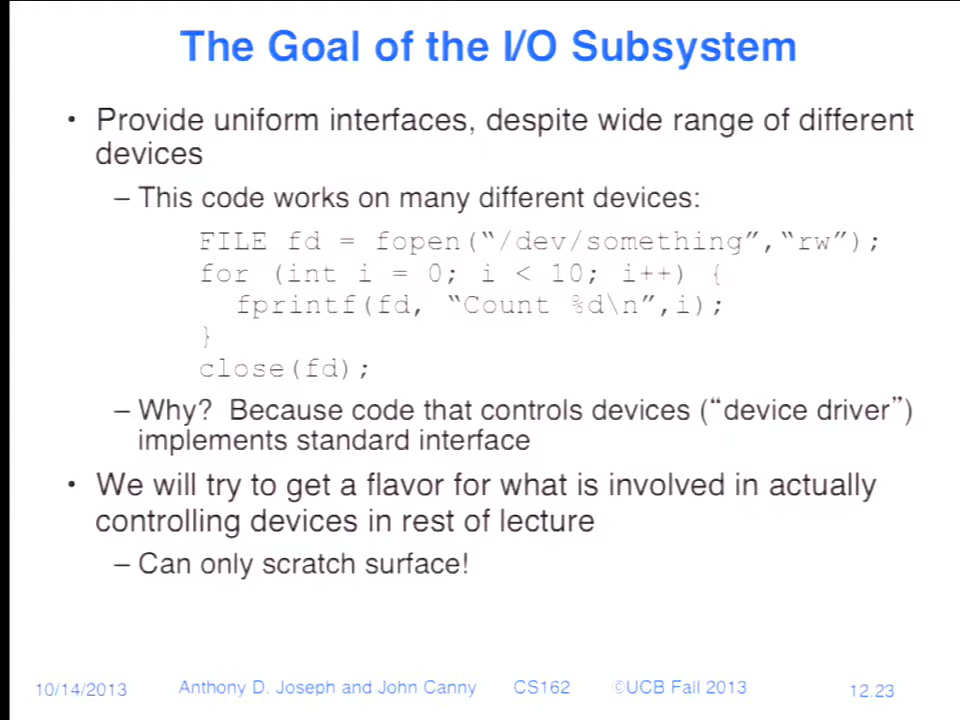 The Goal of the I/O Subsystem
• Provide uniform interfaces, despite wide range of different
devices
– This code works on many different devices:
FILE fd = fopen(“/dev/something”,“rw”);
for (int i = 0; i < 10; i++) {
fprintf(fd, “Count %d\n”,i);
}
close(fd);
– Why? Because code that controls devices (“device driver”)
implements standard interface
• We will try to get a flavor for what is involved in actually
controlling devices in rest of lecture
– Can only scratch surface!
10/14/2013 Anthony D. Joseph and John Canny CS162 ©UCB Fall 2013 12.23